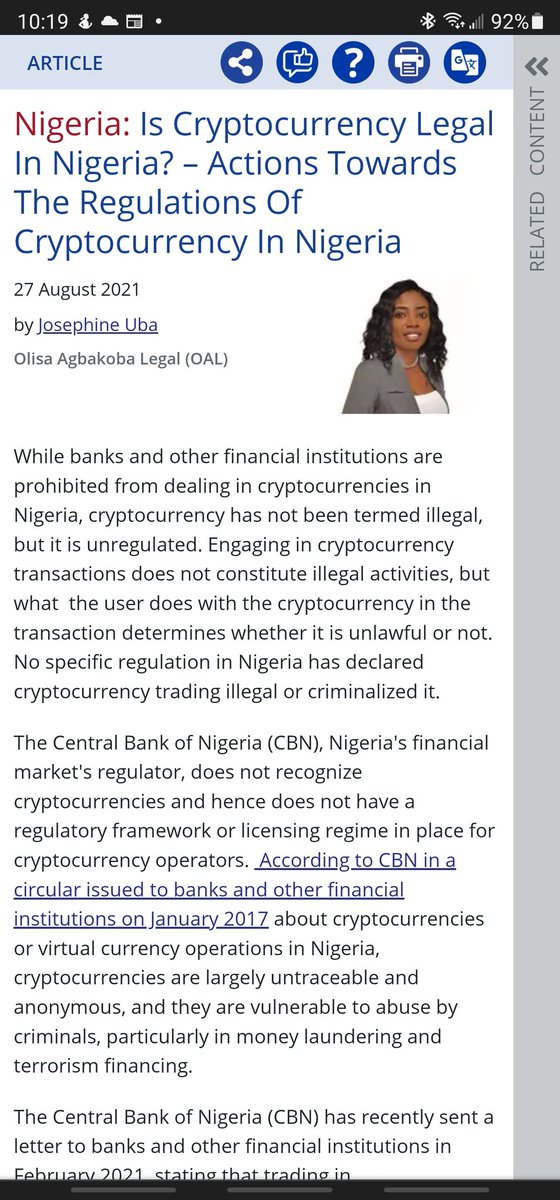 10:19
92%
ARTICLE
RELATED CONTENT
Nigeria: Is Cryptocurrency Legal
In Nigeria? – Actions Towards
The Regulations Of
Cryptocurrency In Nigeria
27 August 2021
by Josephine Uba
Olisa Agbakoba Legal (OAL)
While banks and other financial institutions are
prohibited from dealing in cryptocurrencies in
Nigeria, cryptocurrency has not been termed illegal,
but it is unregulated. Engaging in cryptocurrency
transactions does not constitute illegal activities, but
what  the user does with the cryptocurrency in the
transaction determines whether it is unlawful or not.
No specific regulation in Nigeria has declared
cryptocurrency trading illegal or criminalized it.
The Central Bank of Nigeria (CBN), Nigeria's financial
market's regulator, does not recognize
cryptocurrencies and hence does not have a
regulatory framework or licensing regime in place for
cryptocurrency operators.  According to CBN in a
circular issued to banks and other financial
institutions on January 2017 about cryptocurrencies
or virtual currency operations in Nigeria,
cryptocurrencies are largely untraceable and
anonymous, and they are vulnerable to abuse by
criminals, particularly in money laundering and
terrorism financing.
The Central Bank of Nigeria (CBN) has recently sent a
letter to banks and other financial institutions in
February 2021, stating that trading in